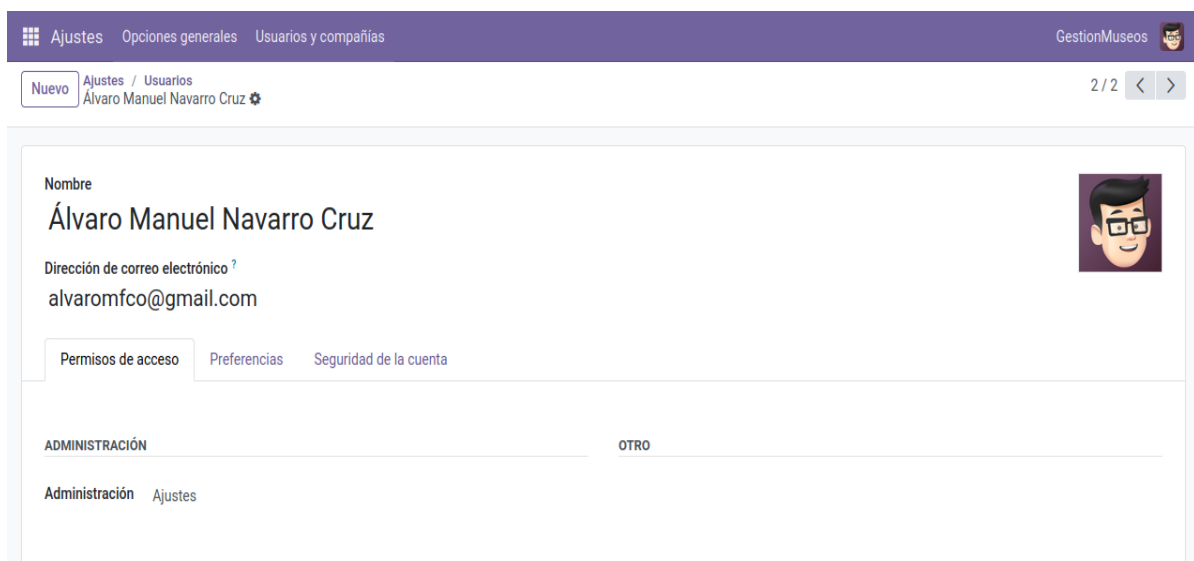 Ajustes Opciones generales Usuarios y compañías GestionMuseos
Nuevo Ajustes / Usuarios 2 / 2
Álvaro Manuel Navarro Cruz
Nombre
Álvaro Manuel Navarro Cruz
Dirección de correo electrónico ?
alvaromfco@gmail.com
Permisos de acceso Preferencias Seguridad de la cuenta
ADMINISTRACIÓN OTRO
Administración Ajustes